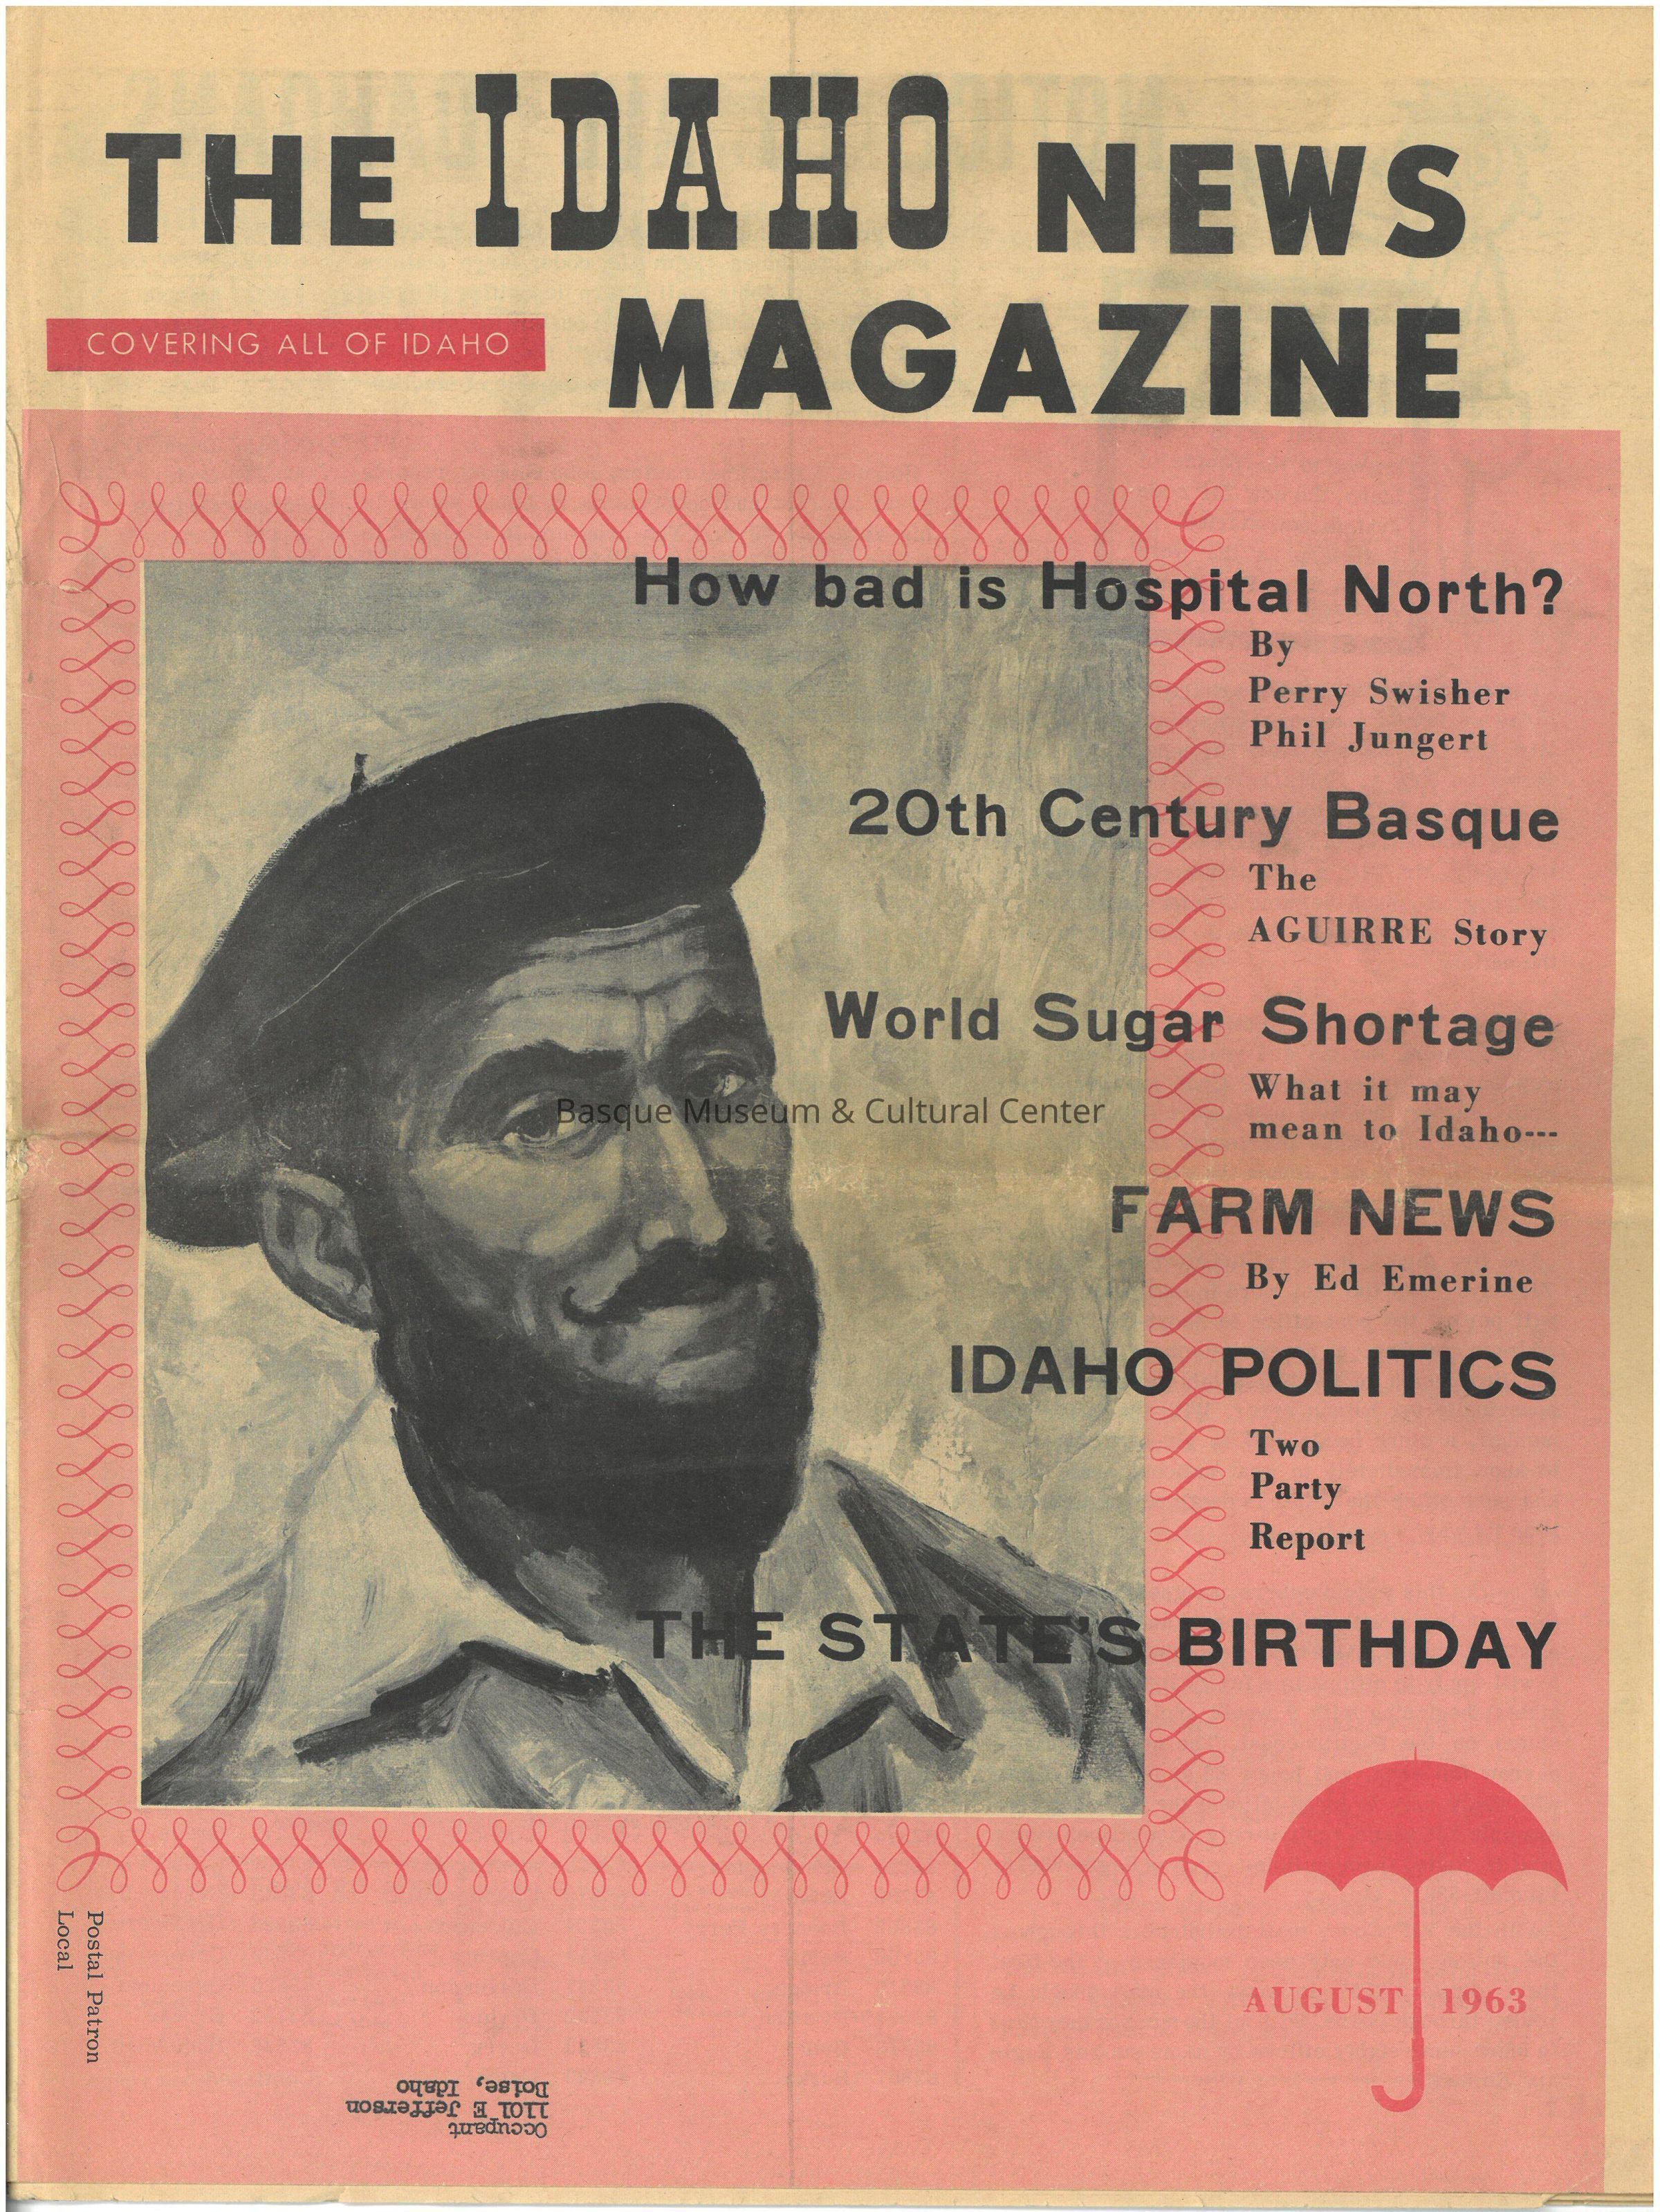 THE IDAHO NEWS
MAGAZINE
COVERING ALL OF IDAHO
How bad is Hospital North?
By
Perry Swisher
Phil Jungert
20th Century Basque
The
AGUIRRE Story
World Sugar Shortage
What it may
mean to Idaho---
Basque Museum & Cultural Center
FARM NEWS
By Ed Emerine
IDAHO POLITICS
Two
Party
Report
THE STATE'S BIRTHDAY
AUGUST 1963
Postal Patron
Local
Occupant
1101 E Jefferson
Boise, Idaho